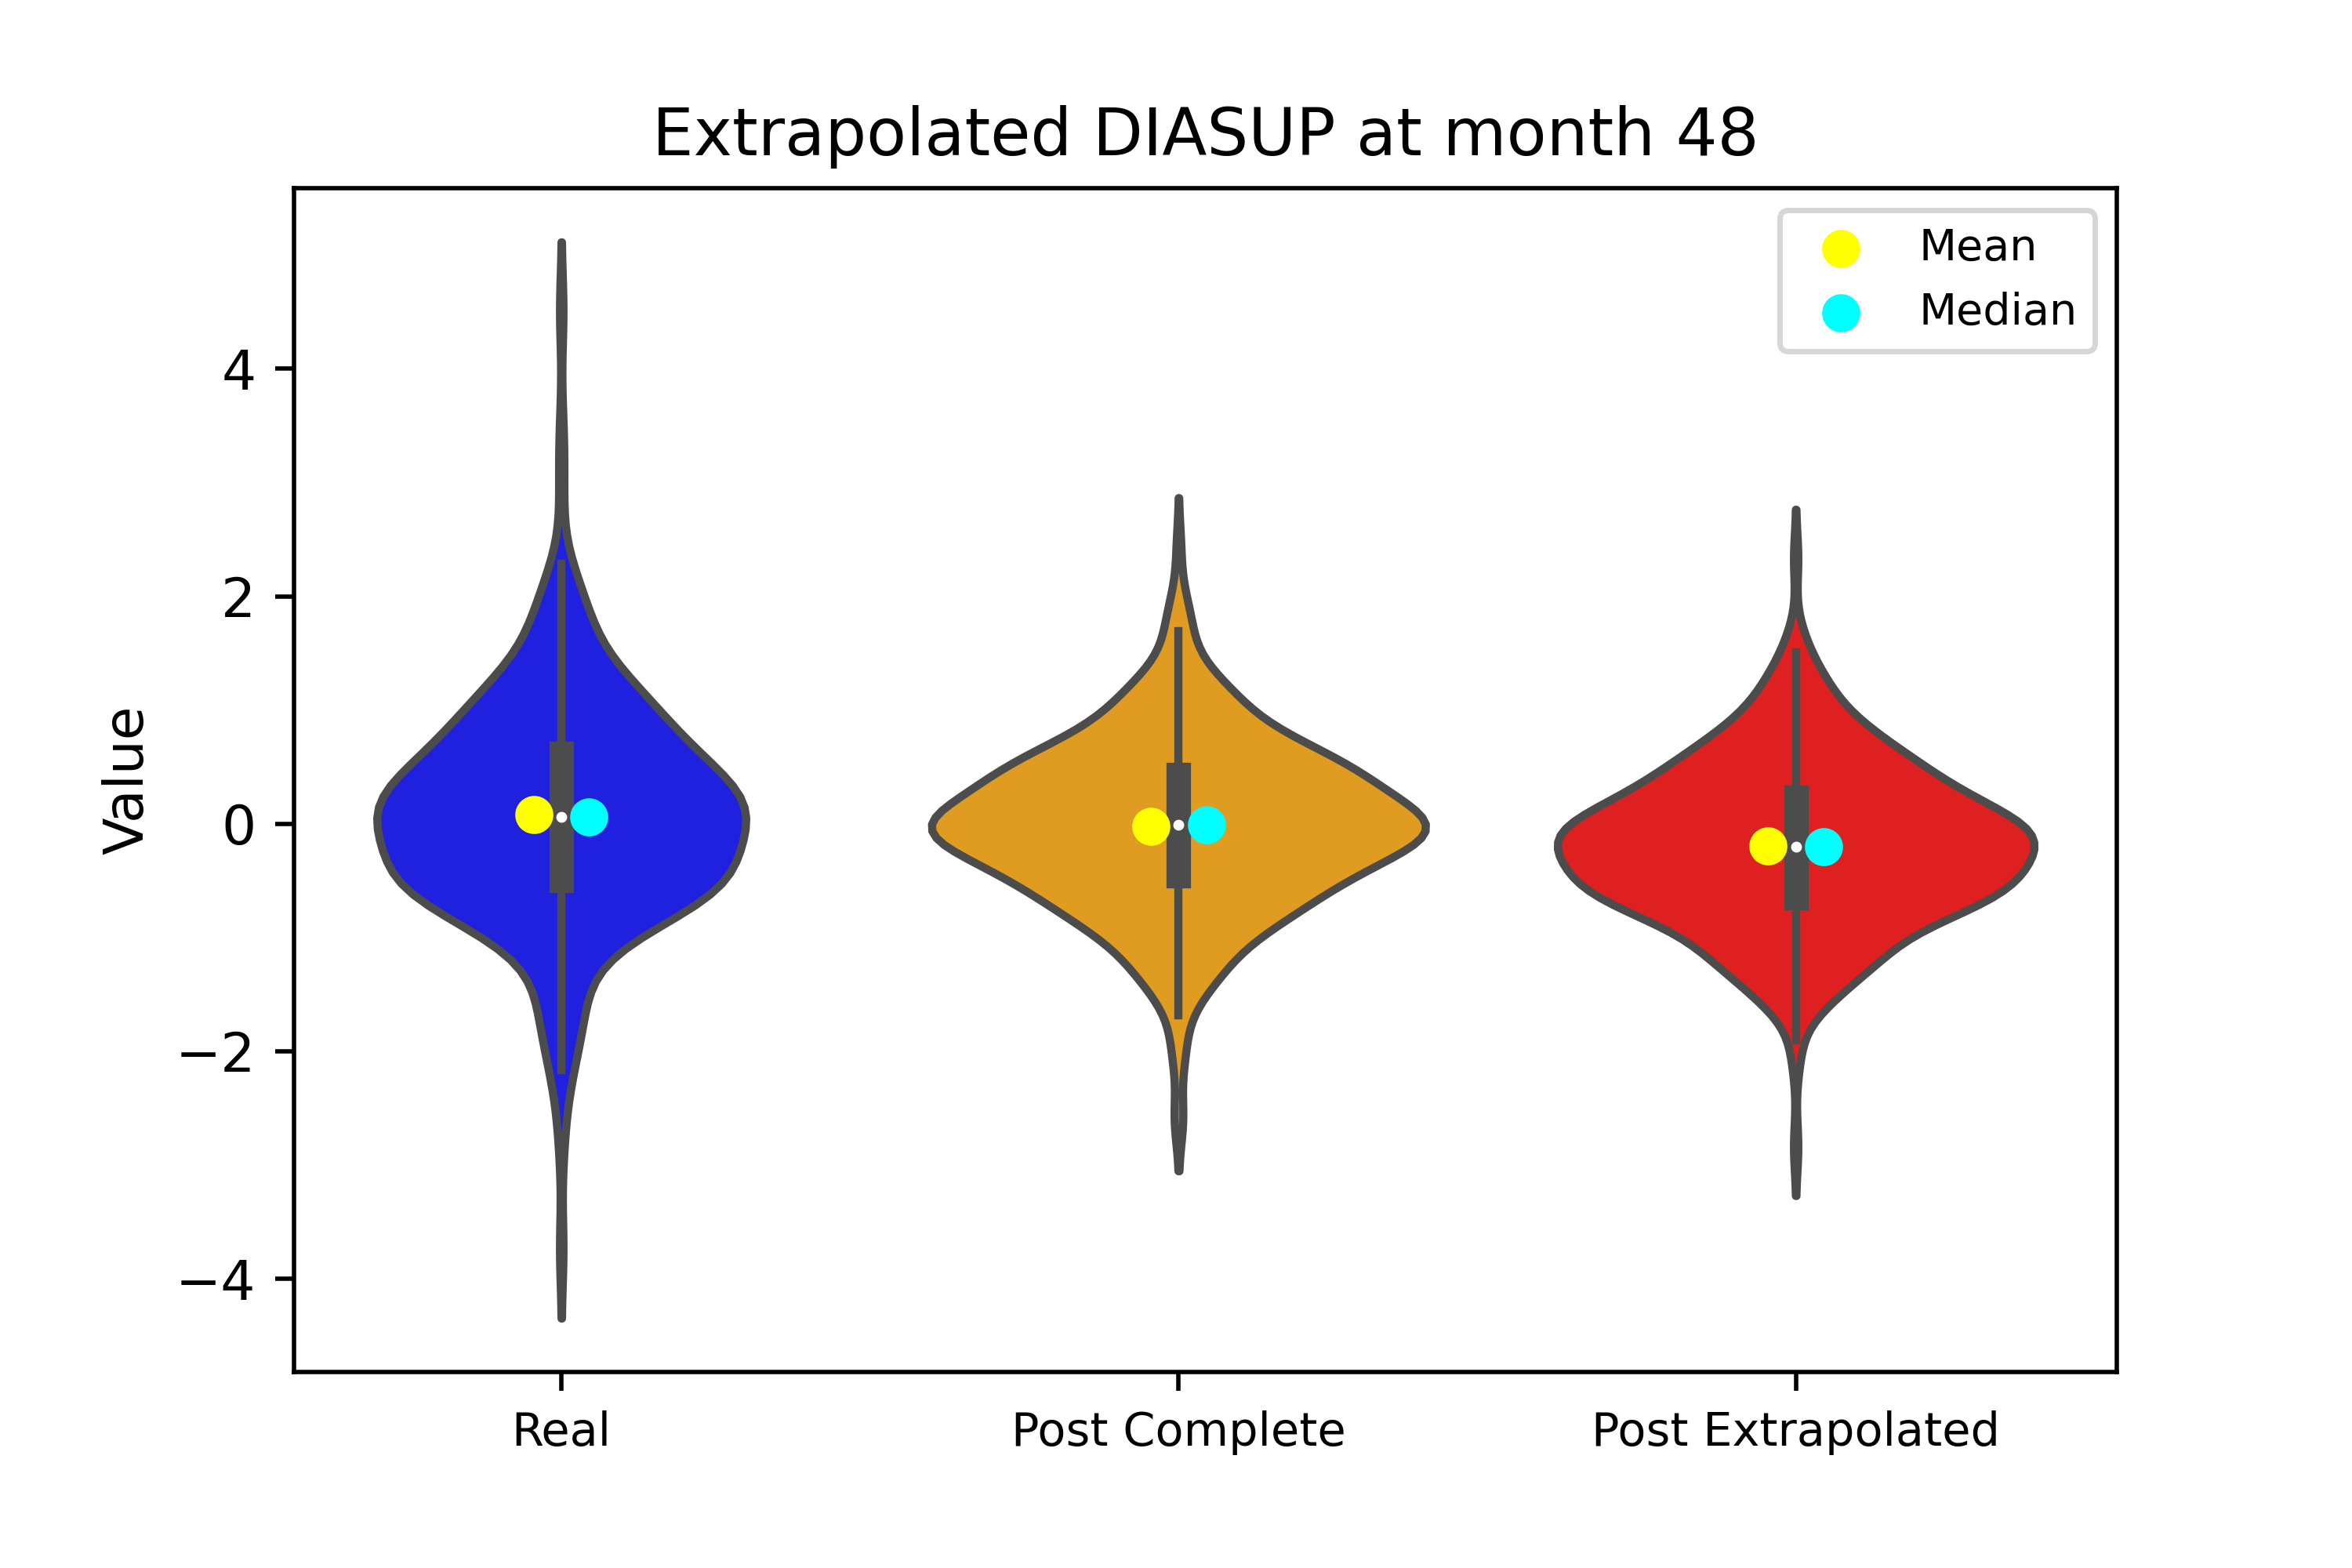 Extrapolated DIASUP at month 48
Mean
Median
4
2
0
−2
−4
Value
Real
Post Complete
Post Extrapolated